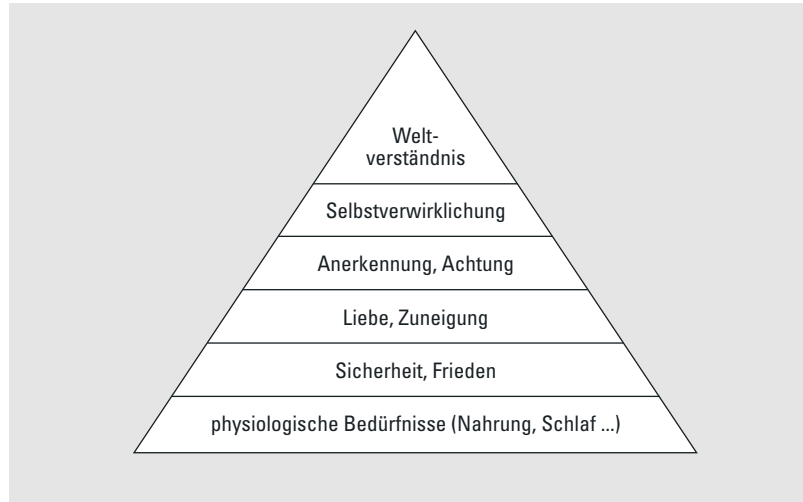 Welt-
verständnis
Selbstverwirklichung
Anerkennung, Achtung
Liebe, Zuneigung
Sicherheit, Frieden
physiologische Bedürfnisse (Nahrung, Schlaf ...)